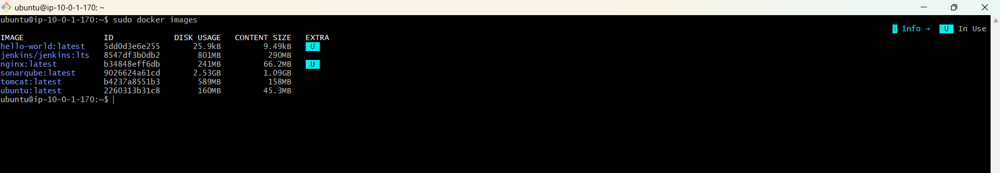 ubuntu@ip-10-0-1-170: ~
ubuntu@ip-10-0-1-170:~$ sudo docker images
i Info → U In Use
IMAGE ID DISK USAGE CONTENT SIZE EXTRA
hello-world:latest 5dd0d3e6e255 25.9kB 9.49kB U
jenkins/jenkins:lts 8547df3b0db2 801MB 290MB
nginx:latest b34848eff6db 241MB 66.2MB U
sonarqube:latest 9026624a61cd 2.53GB 1.09GB
tomcat:latest b4237a8551b3 589MB 158MB
ubuntu:latest 2260313b31c8 160MB 45.3MB
ubuntu@ip-10-0-1-170:~$